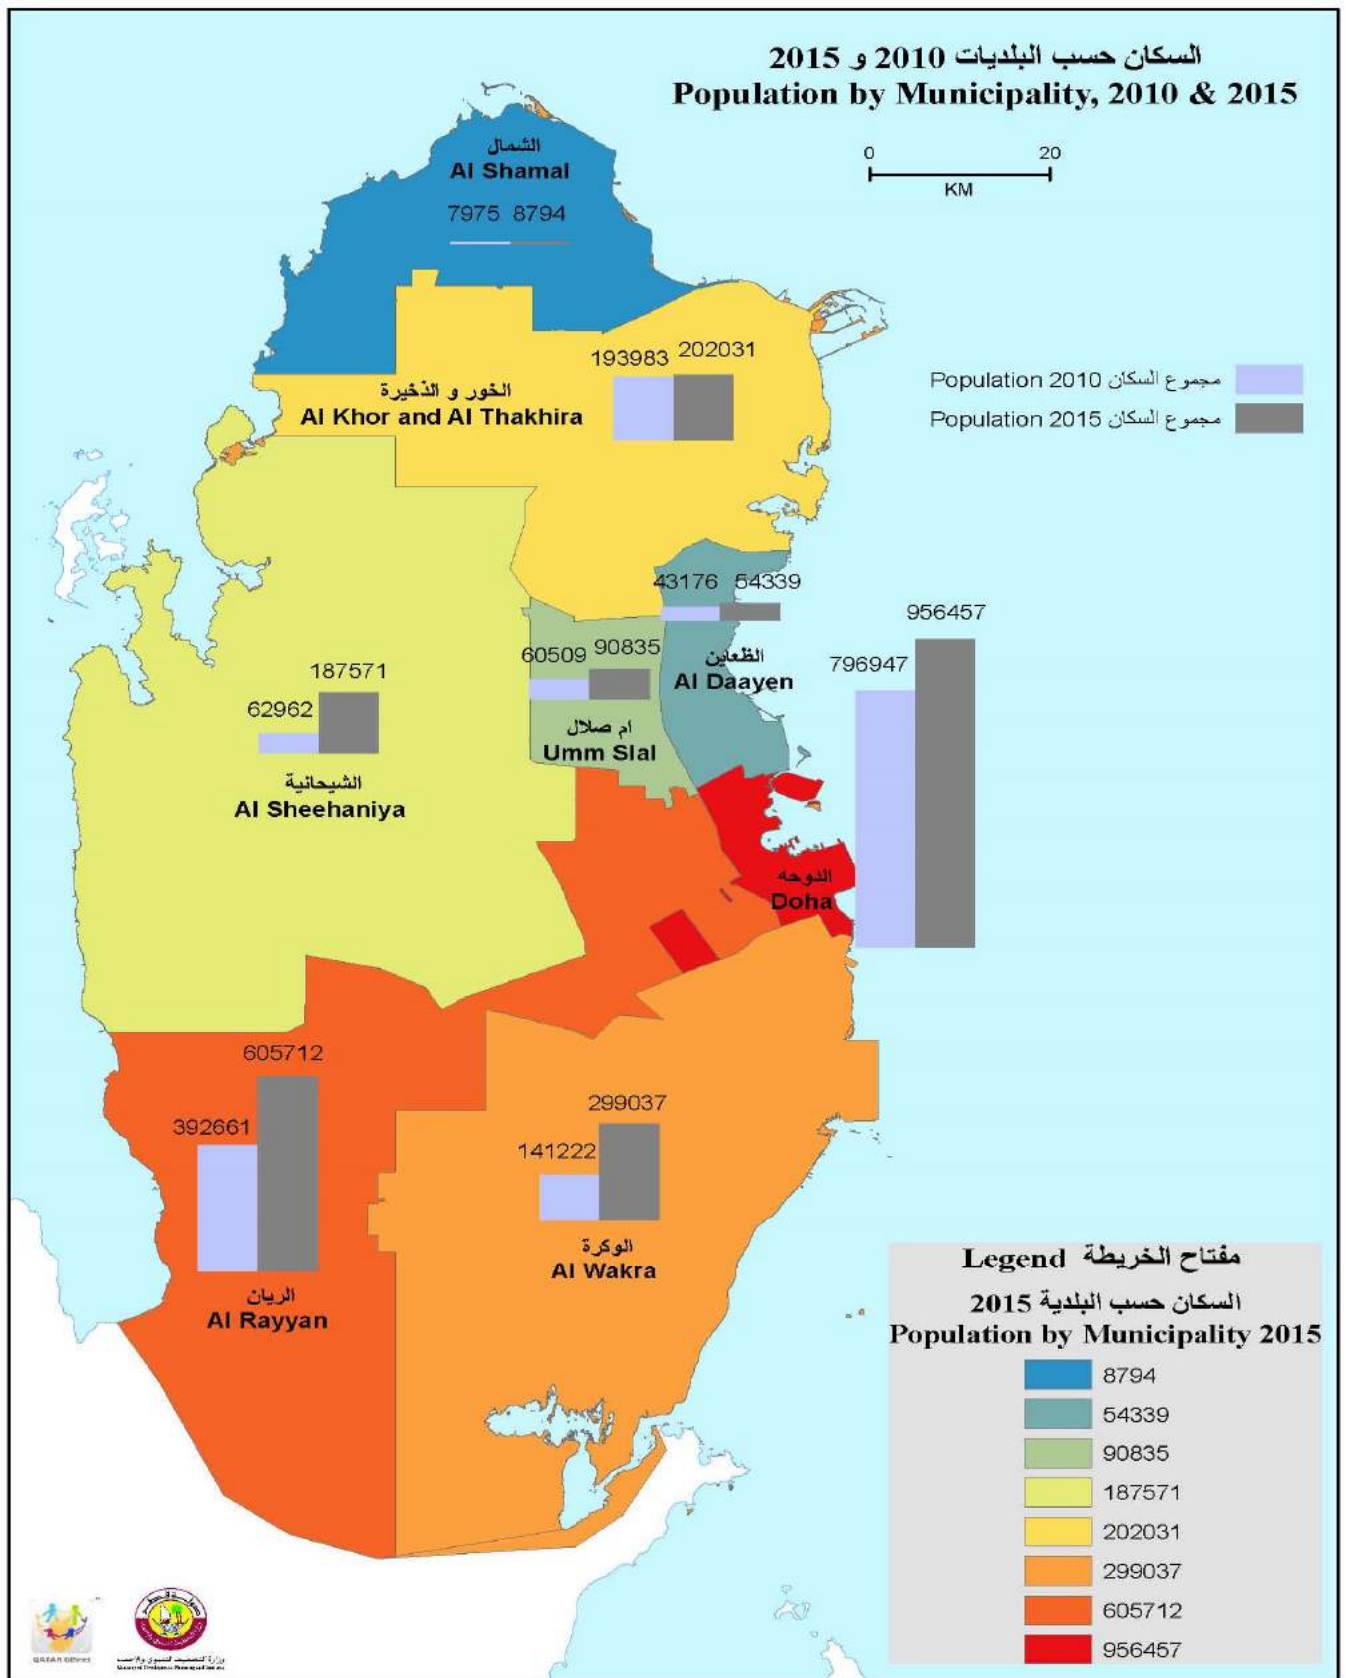 السكان حسب البلديات 2010 و 2015
Population by Municipality, 2010 & 2015
0 20
KM
الشمال
Al Shamal
7975 8794
193983 202031
الخور و الذخيرة
Al Khor and Al Thakhira
Population 2010 مجموع السكان
Population 2015 مجموع السكان
43176 54339
الظعاين
Al Daayen
60509 90835
ام صلال
Umm Slal
956457
796947
187571
62962
الشيحانية
Al Sheehaniya
الدوحه
Doha
605712
392661
الريان
Al Rayyan
299037
141222
الوكرة
Al Wakra
Legend مفتاح الخريطة
السكان حسب البلدية 2015
Population by Municipality 2015
8794
54339
90835
187571
202031
299037
605712
956457